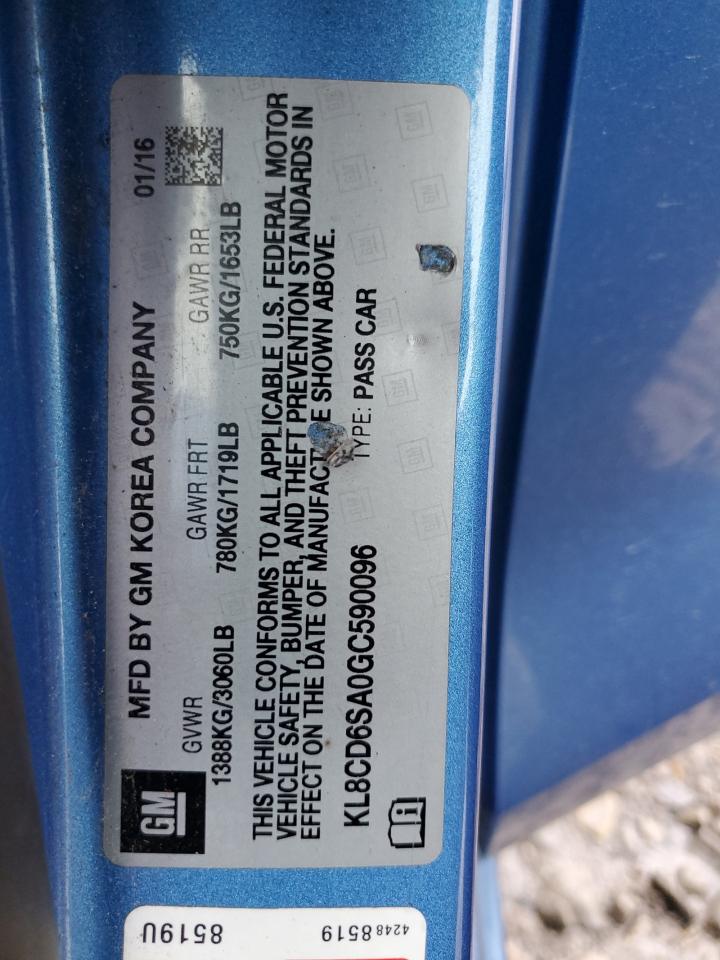 GM
MFD BY GM KOREA COMPANY 01/16
GVWR GAWR FRT GAWR RR
1388KG/3060LB 780KG/1719LB 750KG/1653LB
THIS VEHICLE CONFORMS TO ALL APPLICABLE U.S. FEDERAL MOTOR
VEHICLE SAFETY, BUMPER, AND THEFT PREVENTION STANDARDS IN
EFFECT ON THE DATE OF MANUFACT E SHOWN ABOVE.
KL8CD6SA0GC590096 TYPE: PASS CAR
8519U
4248 8519